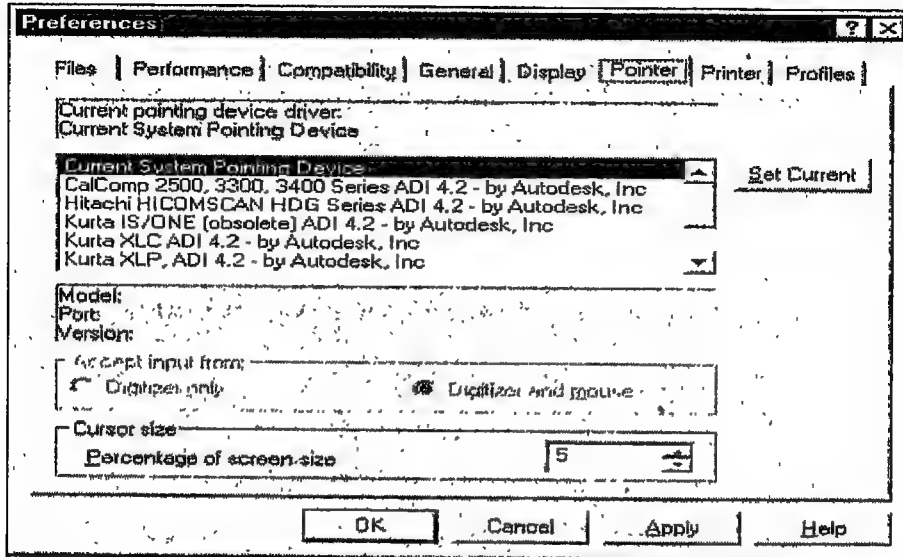 Preferences
? X
Files Performance Compatibility General Display Pointer Printer Profiles
Current pointing device driver:
Current System Pointing Device
Current System Pointing Device
CalComp 2500, 3300, 3400 Series ADI 4.2 - by Autodesk, Inc
Hitachi HICOMSCAN HDG Series ADI 4.2 - by Autodesk, Inc
Kurta IS/ONE (obsolete) ADI 4.2 - by Autodesk, Inc
Kurta XLC ADI 4.2 - by Autodesk, Inc
Kurta XLP, ADI 4.2 - by Autodesk, Inc
Set Current
Model:
Port:
Version:
Accept input from:
Digitizer only Digitizer and mouse
Cursor size
Percentage of screen size 5
OK Cancel Apply Help